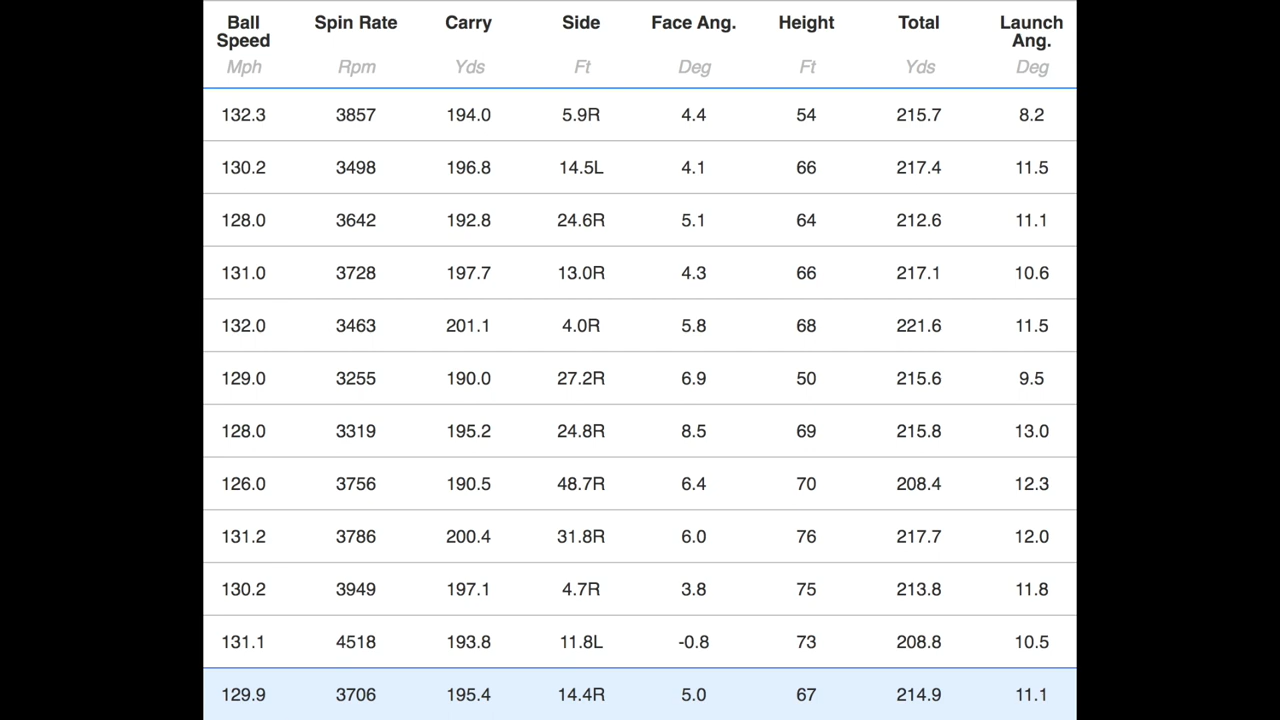 Ball Speed Spin Rate Carry Side Face Ang. Height Total Launch Ang.
Mph Rpm Yds Ft Deg Ft Yds Deg
132.3 3857 194.0 5.9R 4.4 54 215.7 8.2
130.2 3498 196.8 14.5L 4.1 66 217.4 11.5
128.0 3642 192.8 24.6R 5.1 64 212.6 11.1
131.0 3728 197.7 13.0R 4.3 66 217.1 10.6
132.0 3463 201.1 4.0R 5.8 68 221.6 11.5
129.0 3255 190.0 27.2R 6.9 50 215.6 9.5
128.0 3319 195.2 24.8R 8.5 69 215.8 13.0
126.0 3756 190.5 48.7R 6.4 70 208.4 12.3
131.2 3786 200.4 31.8R 6.0 76 217.7 12.0
130.2 3949 197.1 4.7R 3.8 75 213.8 11.8
131.1 4518 193.8 11.8L -0.8 73 208.8 10.5
129.9 3706 195.4 14.4R 5.0 67 214.9 11.1